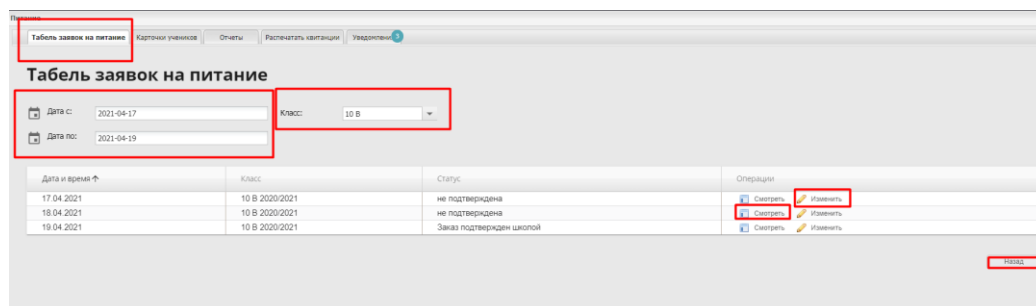 Питание
Табель заявок на питание Карточки учеников Отчеты Распечатать квитанции Уведомлени 3
Табель заявок на питание
Дата с: 2021-04-17 Класс: 10 В
Дата по: 2021-04-19
Дата и время Класс Статус Операции
17.04.2021 10 В 2020/2021 не подтверждена Смотреть Изменить
18.04.2021 10 В 2020/2021 не подтверждена Смотреть Изменить
19.04.2021 10 В 2020/2021 Заказ подтвержден школой Смотреть Изменить
Назад